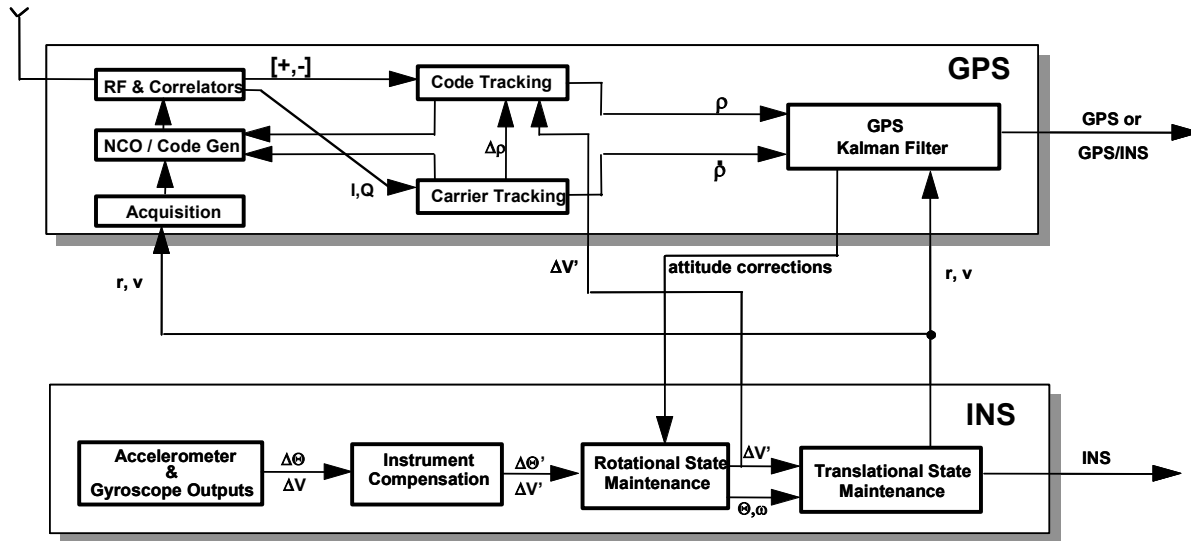 GPS
[+,-]
RF & Correlators
Code Tracking
ρ
GPS
Kalman Filter
GPS or
GPS/INS
NCO / Code Gen
Δρ
ρ̇
I,Q
Carrier Tracking
Acquisition
r, v
ΔV'
attitude corrections
r, v
INS
Accelerometer
&
Gyroscope Outputs
ΔΘ
ΔV
Instrument
Compensation
ΔΘ'
ΔV'
Rotational State
Maintenance
ΔV'
Θ,ω
Translational State
Maintenance
INS